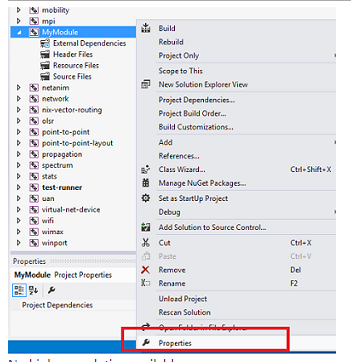 mobility
mpi
MyModule
External Dependencies
Header Files
Resource Files
Source Files
netanim
network
nix-vector-routing
olsr
point-to-point
point-to-point-layout
propagation
spectrum
stats
test-runner
uan
virtual-net-device
wifi
wimax
winport
Properties
MyModule Project Properties
Project Dependencies
Build
Rebuild
Project Only
Scope to This
New Solution Explorer View
Project Dependencies...
Project Build Order...
Build Customizations...
Add
References...
Class Wizard... Ctrl+Shift+X
Manage NuGet Packages...
Set as StartUp Project
Debug
Add Solution to Source Control...
Cut Ctrl+X
Paste Ctrl+V
Remove Del
Rename F2
Unload Project
Rescan Solution
Open Folder in File Explorer
Properties